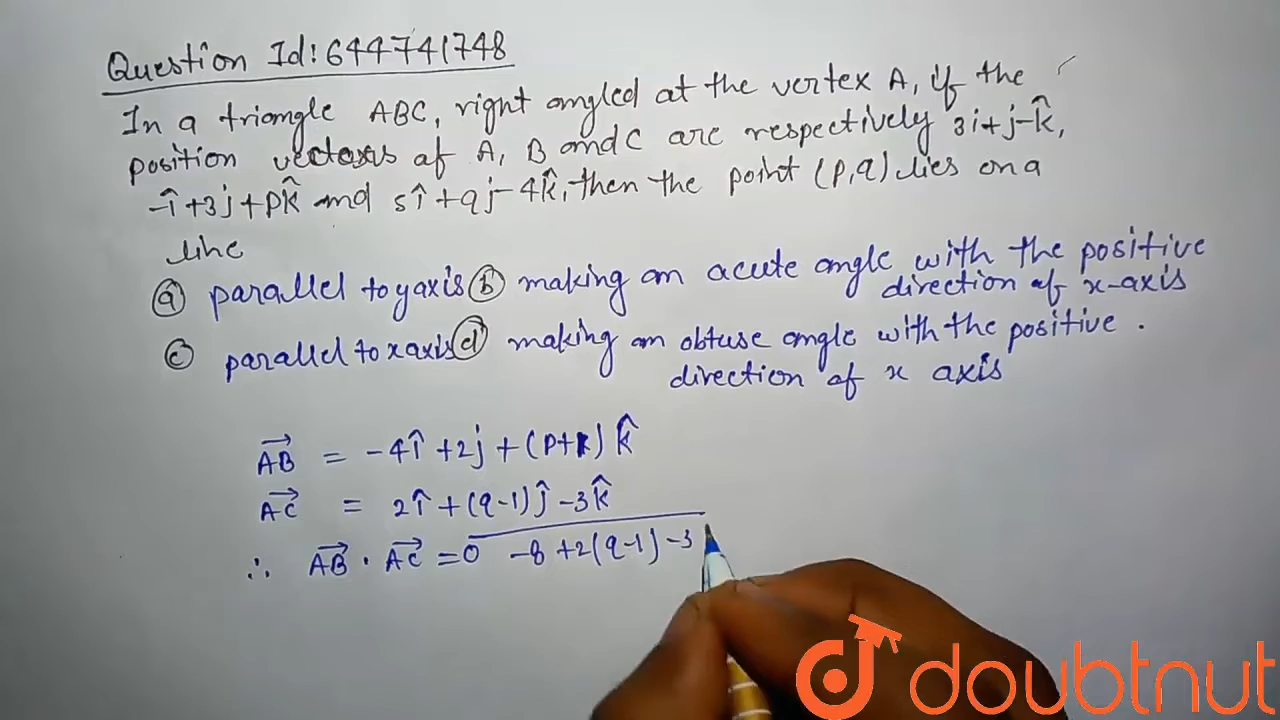 Question Id: 644741748
In a triangle ABC, right angled at the vertex A, if the
position vectors of A, B and C are respectively 3i+j-k̂,
-î+3j+pk̂ and 5î+qj-4k̂, then the point (p,q) lies on a
line
ⓐ parallel to yaxis ⓑ making an acute angle with the positive
direction of x-axis
ⓒ parallel to xaxis ⓓ making an obtuse angle with the positive.
direction of x axis
AB⃗ = -4î+2j+(p+1)k̂
AC⃗ = 2î+(q-1)ĵ-3k̂
∴ AB⃗ · AC⃗ =0 -8+2(q-1)-3
doubtnut